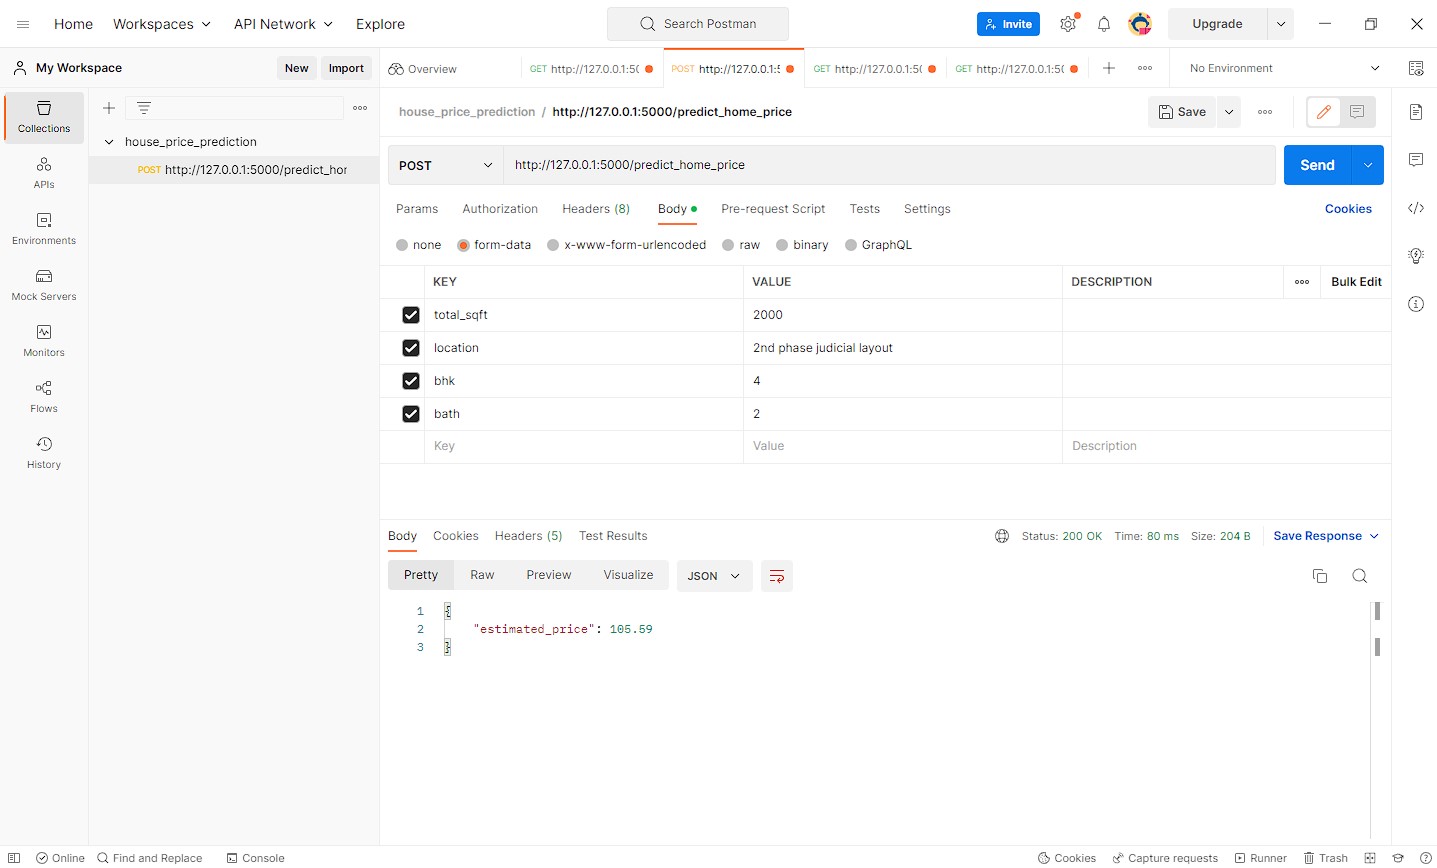 Home Workspaces API Network Explore Search Postman Invite Upgrade
My Workspace New Import Overview GET http://127.0.0.1:50 POST http://127.0.0.1:5 GET http://127.0.0.1:50 GET http://127.0.0.1:50 No Environment
Collections
APIs
Environments
Mock Servers
Monitors
Flows
History
house_price_prediction
POST http://127.0.0.1:5000/predict_hor
house_price_prediction / http://127.0.0.1:5000/predict_home_price Save
POST http://127.0.0.1:5000/predict_home_price Send
Params Authorization Headers (8) Body Pre-request Script Tests Settings Cookies
none form-data x-www-form-urlencoded raw binary GraphQL
KEY VALUE DESCRIPTION Bulk Edit
total_sqft 2000
location 2nd phase judicial layout
bhk 4
bath 2
Key Value Description
Body Cookies Headers (5) Test Results Status: 200 OK Time: 80 ms Size: 204 B Save Response
Pretty Raw Preview Visualize JSON
1 {
2 "estimated_price": 105.59
3 }
Online Find and Replace Console Cookies Capture requests Runner Trash